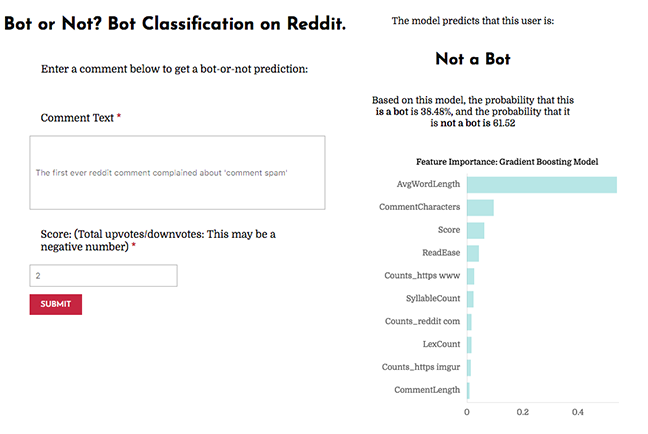 Bot or Not? Bot Classification on Reddit.
Enter a comment below to get a bot-or-not prediction:
Comment Text *
The first ever reddit comment complained about 'comment spam'
Score: (Total upvotes/downvotes: This may be a
negative number) *
2
SUBMIT
The model predicts that this user is:
Not a Bot
Based on this model, the probability that this
is a bot is 38.48%, and the probability that it
is not a bot is 61.52
Feature Importance: Gradient Boosting Model
AvgWordLength
CommentCharacters
Score
ReadEase
Counts_https www
SyllableCount
Counts_reddit com
LexCount
Counts_https imgur
CommentLength
0 0.2 0.4